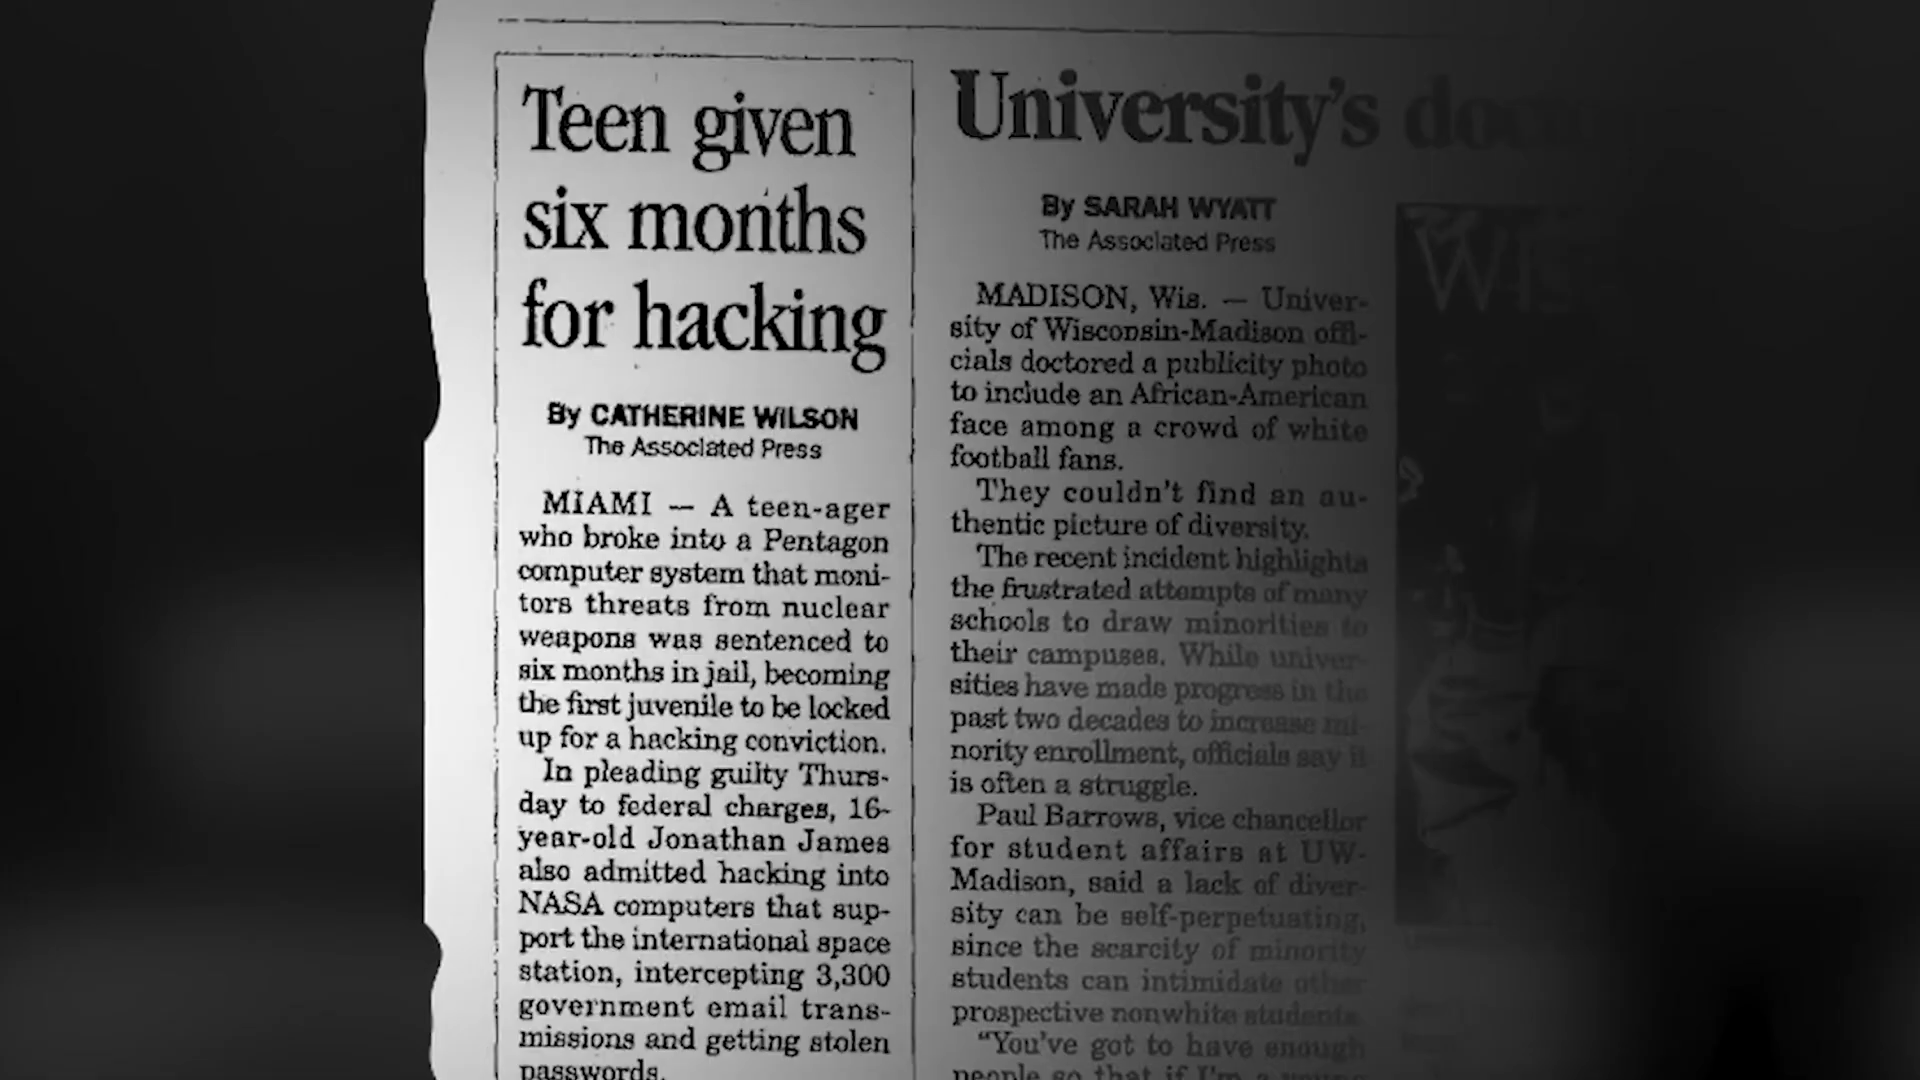 Teen given
six months
for hacking
By CATHERINE WILSON
The Associated Press
MIAMI — A teen-ager
who broke into a Pentagon
computer system that moni-
tors threats from nuclear
weapons was sentenced to
six months in jail, becoming
the first juvenile to be locked
up for a hacking conviction.
In pleading guilty Thurs-
day to federal charges, 16-
year-old Jonathan James
also admitted hacking into
NASA computers that sup-
port the international space
station, intercepting 3,300
government email trans-
missions and getting stolen
passwords.
University's
By SARAH WYATT
The Associated Press
MADISON, Wis. — Univer-
sity of Wisconsin-Madison offi-
cials doctored a publicity photo
to include an African-American
face among a crowd of white
football fans.
They couldn't find an au-
thentic picture of diversity.
The recent incident highlights
the frustrated attempts of many
schools to draw minorities to
their campuses. While univer-
sities have made progress in the
past two decades to increase mi-
nority enrollment, officials say it
is often a struggle.
Paul Barrows, vice chancellor
for student affairs at UW-
Madison, said a lack of diver-
sity can be self-perpetuating,
since the scarcity of minority
students can intimidate other
prospective nonwhite students.
"You've got to have enough
people so that if I'm a young
WIS